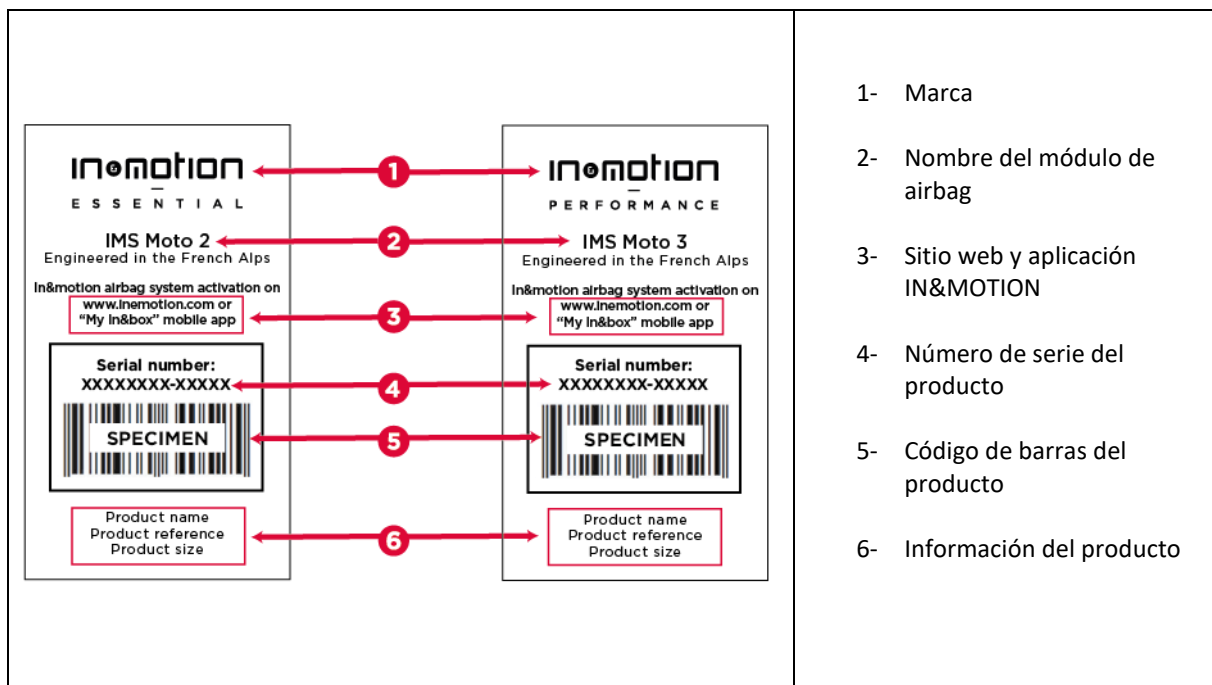 in&motion
ESSENTIAL
IMS Moto 2
Engineered in the French Alps
In&motion airbag system activation on
www.inemotion.com or
“My In&box” mobile app
Serial number:
XXXXXXXX-XXXXX
SPECIMEN
Product name
Product reference
Product size
1
2
3
4
5
6
in&motion
PERFORMANCE
IMS Moto 3
Engineered in the French Alps
In&motion airbag system activation on
www.inemotion.com or
“My In&box” mobile app
Serial number:
XXXXXXXX-XXXXX
SPECIMEN
Product name
Product reference
Product size
1- Marca
2- Nombre del módulo de
airbag
3- Sitio web y aplicación
IN&MOTION
4- Número de serie del
producto
5- Código de barras del
producto
6- Información del producto